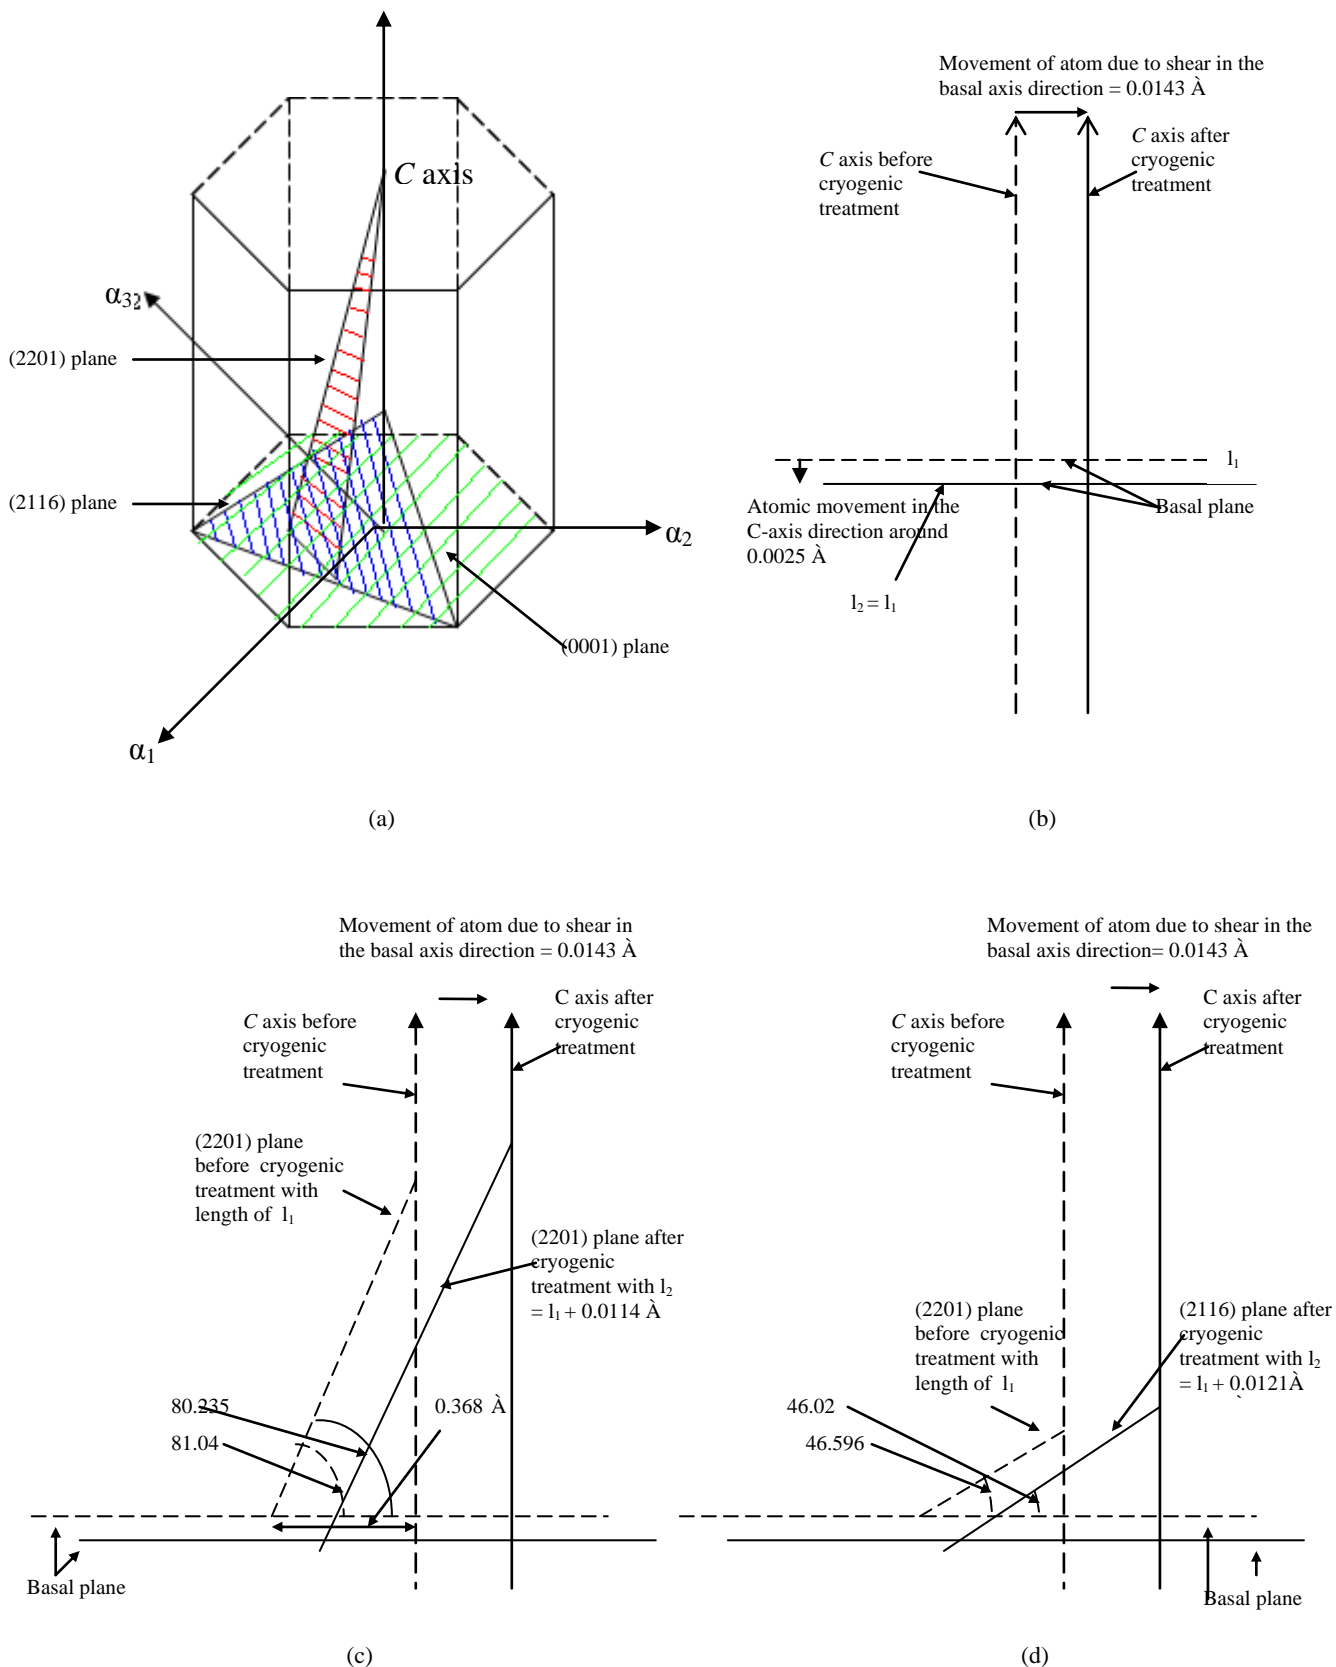 C axis
α₃₂
(2201) plane
(2116) plane
α₂
(0001) plane
α₁
(a)
Movement of atom due to shear in the
basal axis direction = 0.0143 À
C axis before
cryogenic
treatment
C axis after
cryogenic
treatment
l₁
Atomic movement in the
C-axis direction around
0.0025 À
Basal plane
l₂ = l₁
(b)
Movement of atom due to shear in
the basal axis direction = 0.0143 À
C axis before
cryogenic
treatment
C axis after
cryogenic
treatment
(2201) plane
before cryogenic
treatment with
length of l₁
(2201) plane after
cryogenic
treatment with l₂
= l₁ + 0.0114 À
80.235
81.04
0.368 À
Basal plane
(c)
Movement of atom due to shear in the
basal axis direction= 0.0143 À
C axis before
cryogenic
treatment
C axis after
cryogenic
treatment
(2201) plane
before cryogenic
treatment with
length of l₁
(2116) plane after
cryogenic
treatment with l₂
= l₁ + 0.0121À
46.02
46.596
Basal plane
(d)